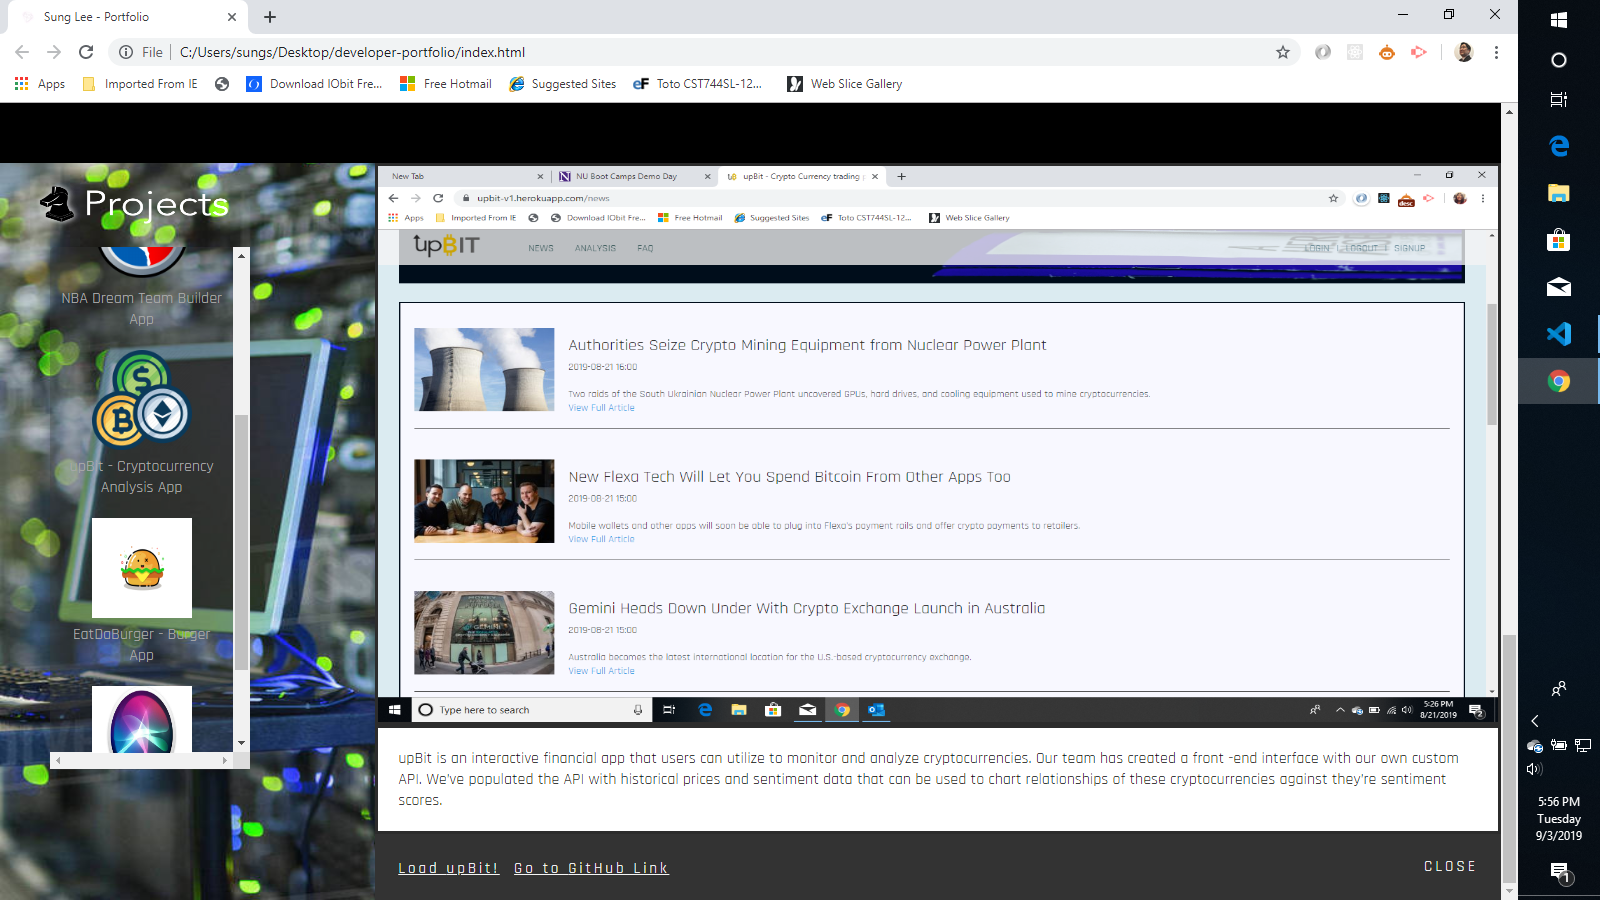 Sung Lee - Portfolio
File
C:/Users/sungs/Desktop/developer-portfolio/index.html
Apps
Imported From IE
Download IObit Fre...
Free Hotmail
Suggested Sites
eF Toto CST744SL-12...
Web Slice Gallery
Projects
NBA Dream Team Builder
App
upBit - Cryptocurrency
Analysis App
EatDaBurger - Burger
App
New Tab
NU Boot Camps Demo Day
upBit - Crypto Currency trading
upbit-v1.herokuapp.com/news
desc
Apps
Imported From IE
Download IObit Fre...
Free Hotmail
Suggested Sites
eF Toto CST744SL-12...
Web Slice Gallery
upBIT
NEWS
ANALYSIS
FAQ
LOGIN | LOGOUT | SIGNUP
Authorities Seize Crypto Mining Equipment from Nuclear Power Plant
2019-08-21 16:00
Two raids of the South Ukrainian Nuclear Power Plant uncovered GPUs, hard drives, and cooling equipment used to mine cryptocurrencies.
View Full Article
New Flexa Tech Will Let You Spend Bitcoin From Other Apps Too
2019-08-21 15:00
Mobile wallets and other apps will soon be able to plug into Flexa's payment rails and offer crypto payments to retailers.
View Full Article
GEMINI
Gemini Heads Down Under With Crypto Exchange Launch in Australia
2019-08-21 15:00
Australia becomes the latest international location for the U.S.-based cryptocurrency exchange.
View Full Article
Type here to search
5:26 PM
8/21/2019
2
upBit is an interactive financial app that users can utilize to monitor and analyze cryptocurrencies. Our team has created a front -end interface with our own custom
API. We've populated the API with historical prices and sentiment data that can be used to chart relationships of these cryptocurrencies against they're sentiment
scores.
Load upBit!
Go to GitHub Link
CLOSE
5:56 PM
Tuesday
9/3/2019
1